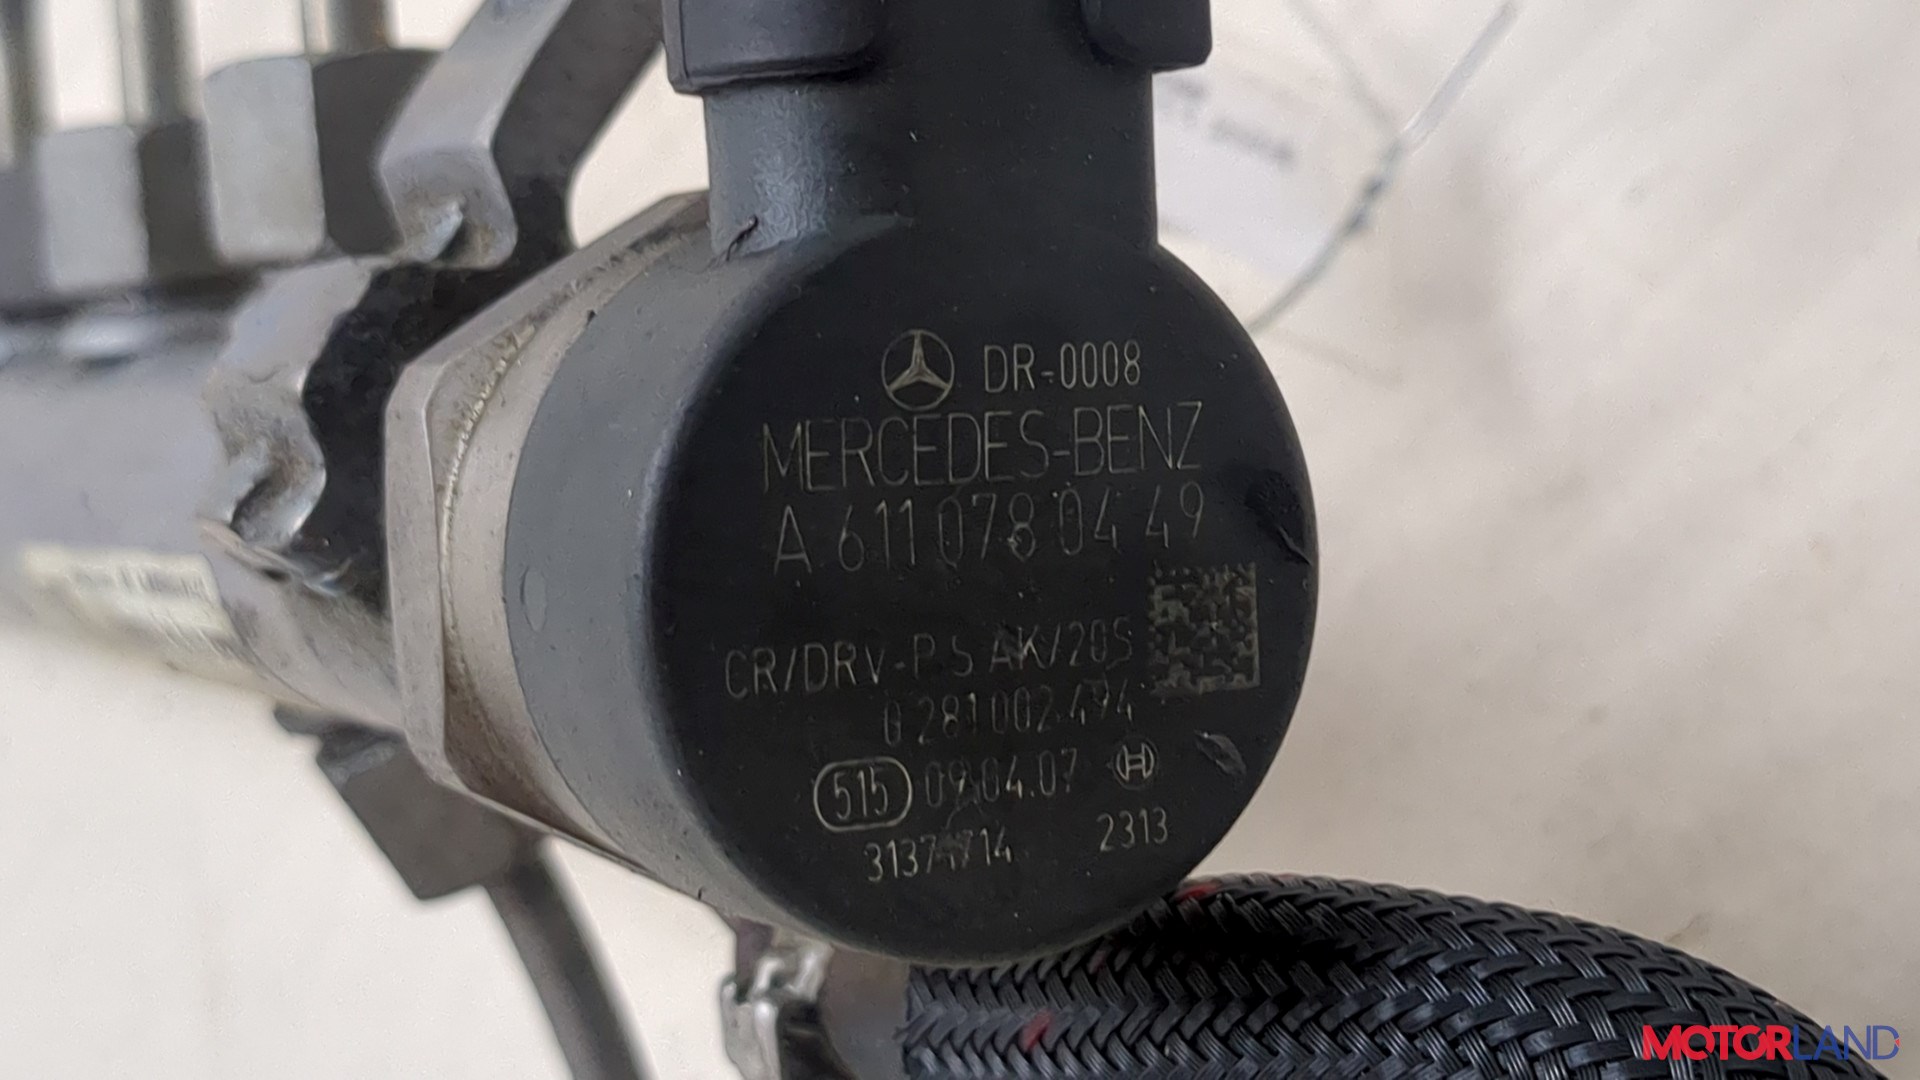 DR-0008
MERCEDES-BENZ
A 611 078 04 49
CR/DRV-P S AK/20S
0 281 002 494
515 09.04.07
31374714 2313
MOTORLAND